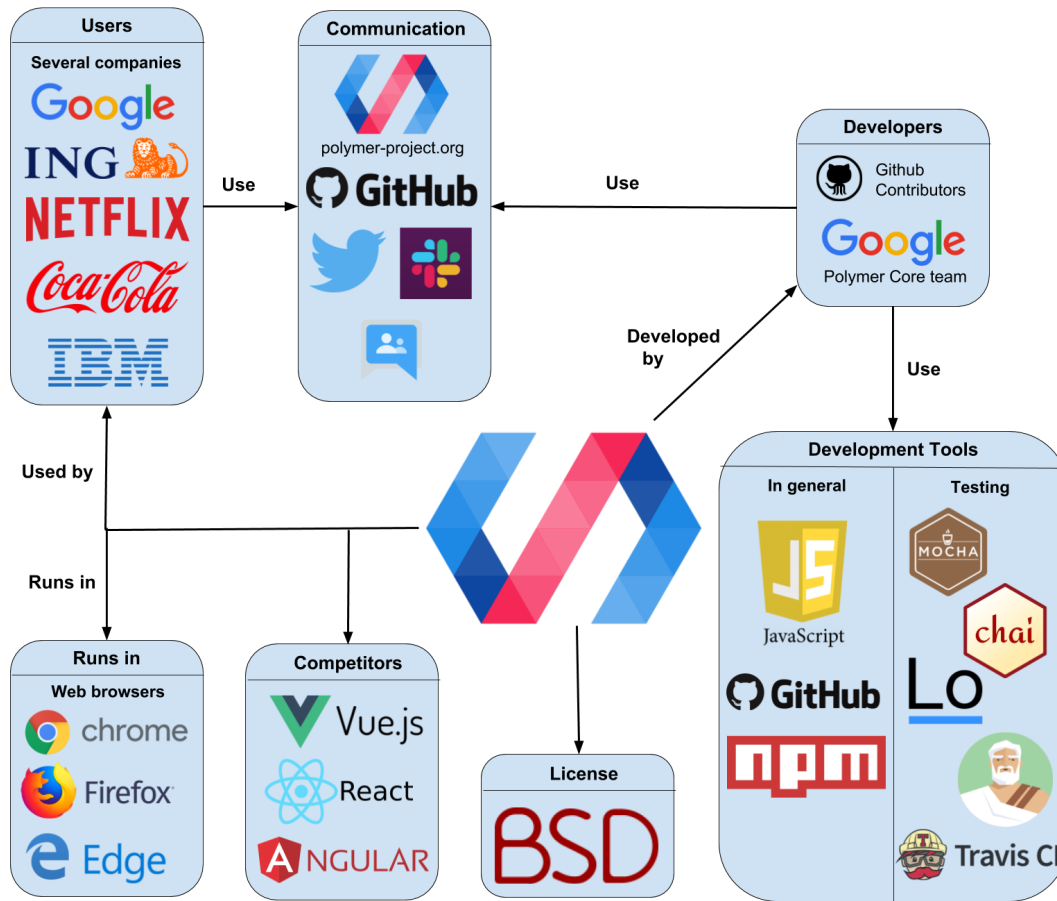 Users
Several companies
Google
ING
NETFLIX
Coca-Cola
IBM
Use
Communication
polymer-project.org
GitHub
Use
Developers
Github
Contributors
Google
Polymer Core team
Developed
by
Use
Used by
Runs in
Development Tools
In general
JS
JavaScript
GitHub
npm
Testing
MOCHA
chai
Lo
T
Travis CI
Runs in
Web browsers
chrome
Firefox
Edge
Competitors
Vue.js
React
ANGULAR
License
BSD